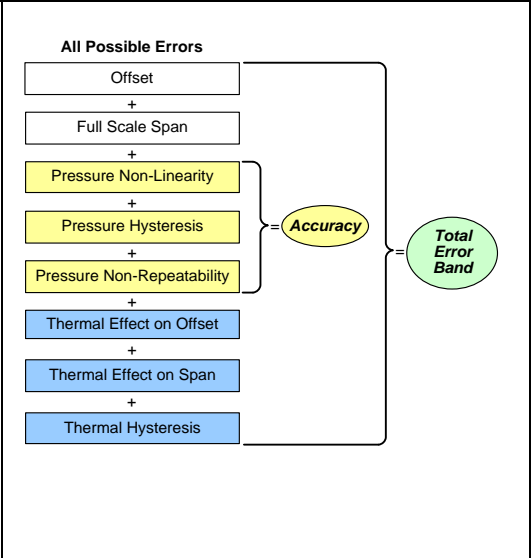 All Possible Errors
Offset
+
Full Scale Span
+
Pressure Non-Linearity
+
Pressure Hysteresis
+
Pressure Non-Repeatability
+
Thermal Effect on Offset
+
Thermal Effect on Span
+
Thermal Hysteresis
=
Accuracy
=
Total
Error
Band